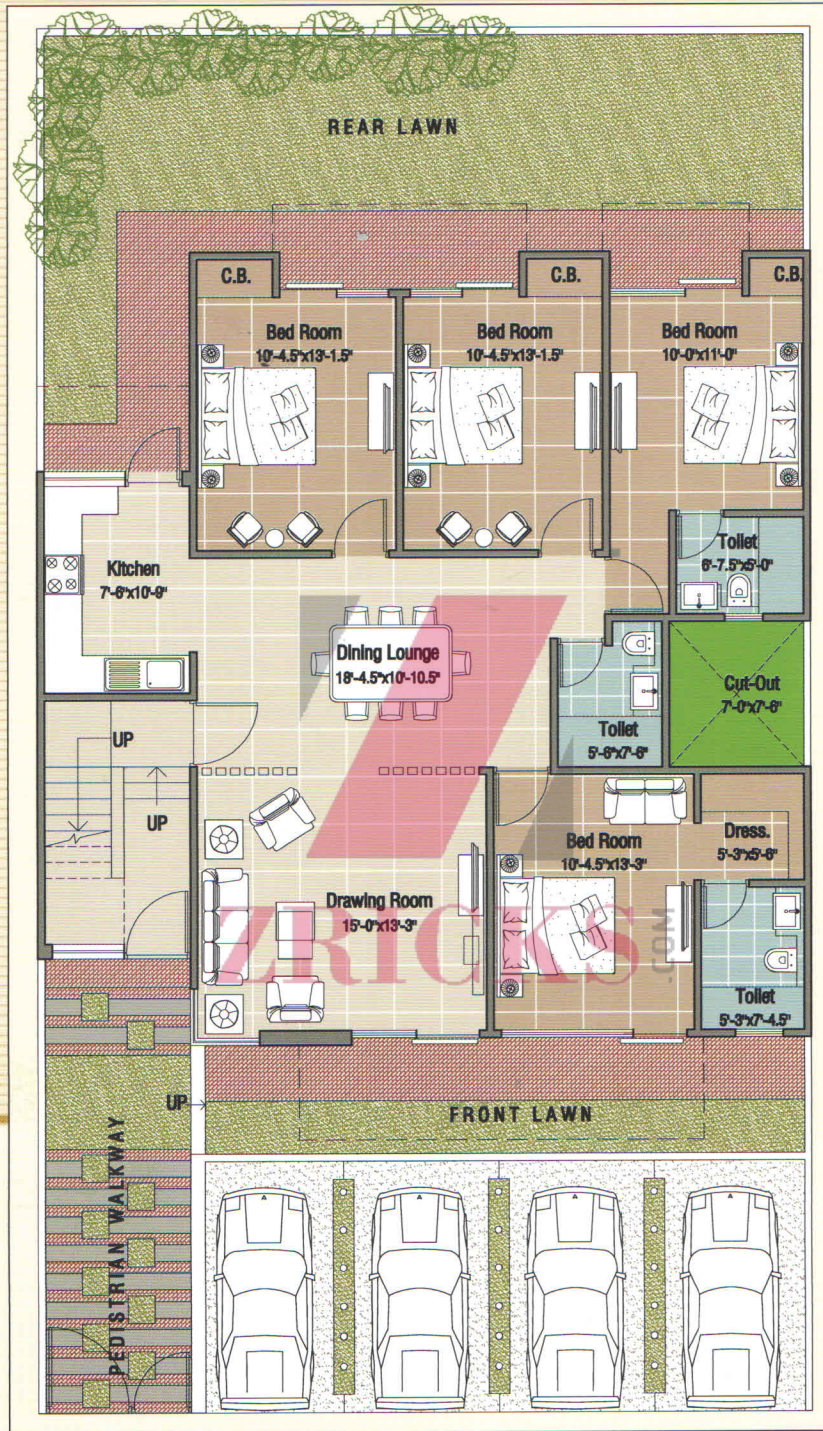 REAR LAWN
C.B.
C.B.
C.B.
Bed Room
10'-4.5"x13'-1.5"
Bed Room
10'-4.5"x13'-1.5"
Bed Room
10'-0"x11'-0"
Kitchen
7'-6"x10'-9"
Toilet
6'-7.5"x5'-0"
Dining Lounge
18'-4.5"x10'-10.5"
Cut-Out
7'-0"x7'-6"
Toilet
5'-6"x7'-6"
UP
UP
Bed Room
10'-4.5"x13'-3"
Dress.
5'-3"x5'-6"
Drawing Room
15'-0"x13'-3"
ZRICKS
.COM
Toilet
5'-3"x7'-4.5"
UP
FRONT LAWN
PEDISTRIAN WALKWAY